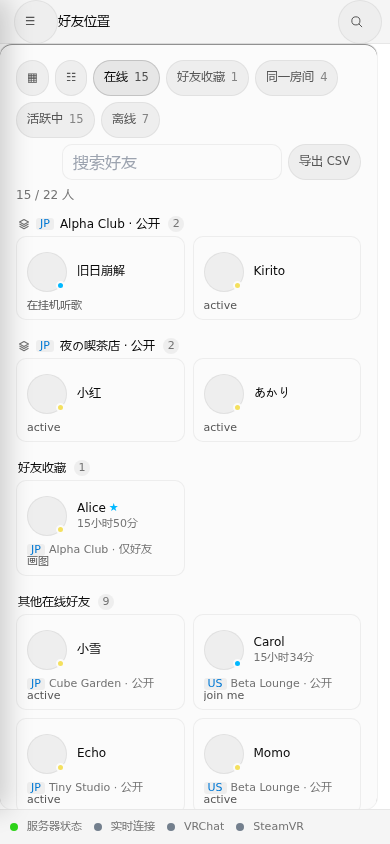 好友位置
在线 15 好友收藏 1 同一房间 4
活跃中 15 离线 7
搜索好友 导出 CSV
15 / 22 人
JP Alpha Club · 公开 2
旧日崩解 Kirito
在挂机听歌 active
JP 夜の喫茶店 · 公开 2
小红 あかり
active active
好友收藏 1
Alice ★
15小时50分
JP Alpha Club · 仅好友
画图
其他在线好友 9
小雪 Carol
15小时34分
JP Cube Garden · 公开 US Beta Lounge · 公开
active join me
Echo Momo
JP Tiny Studio · 公开 US Beta Lounge · 公开
active active
服务器状态 实时连接 VRChat SteamVR